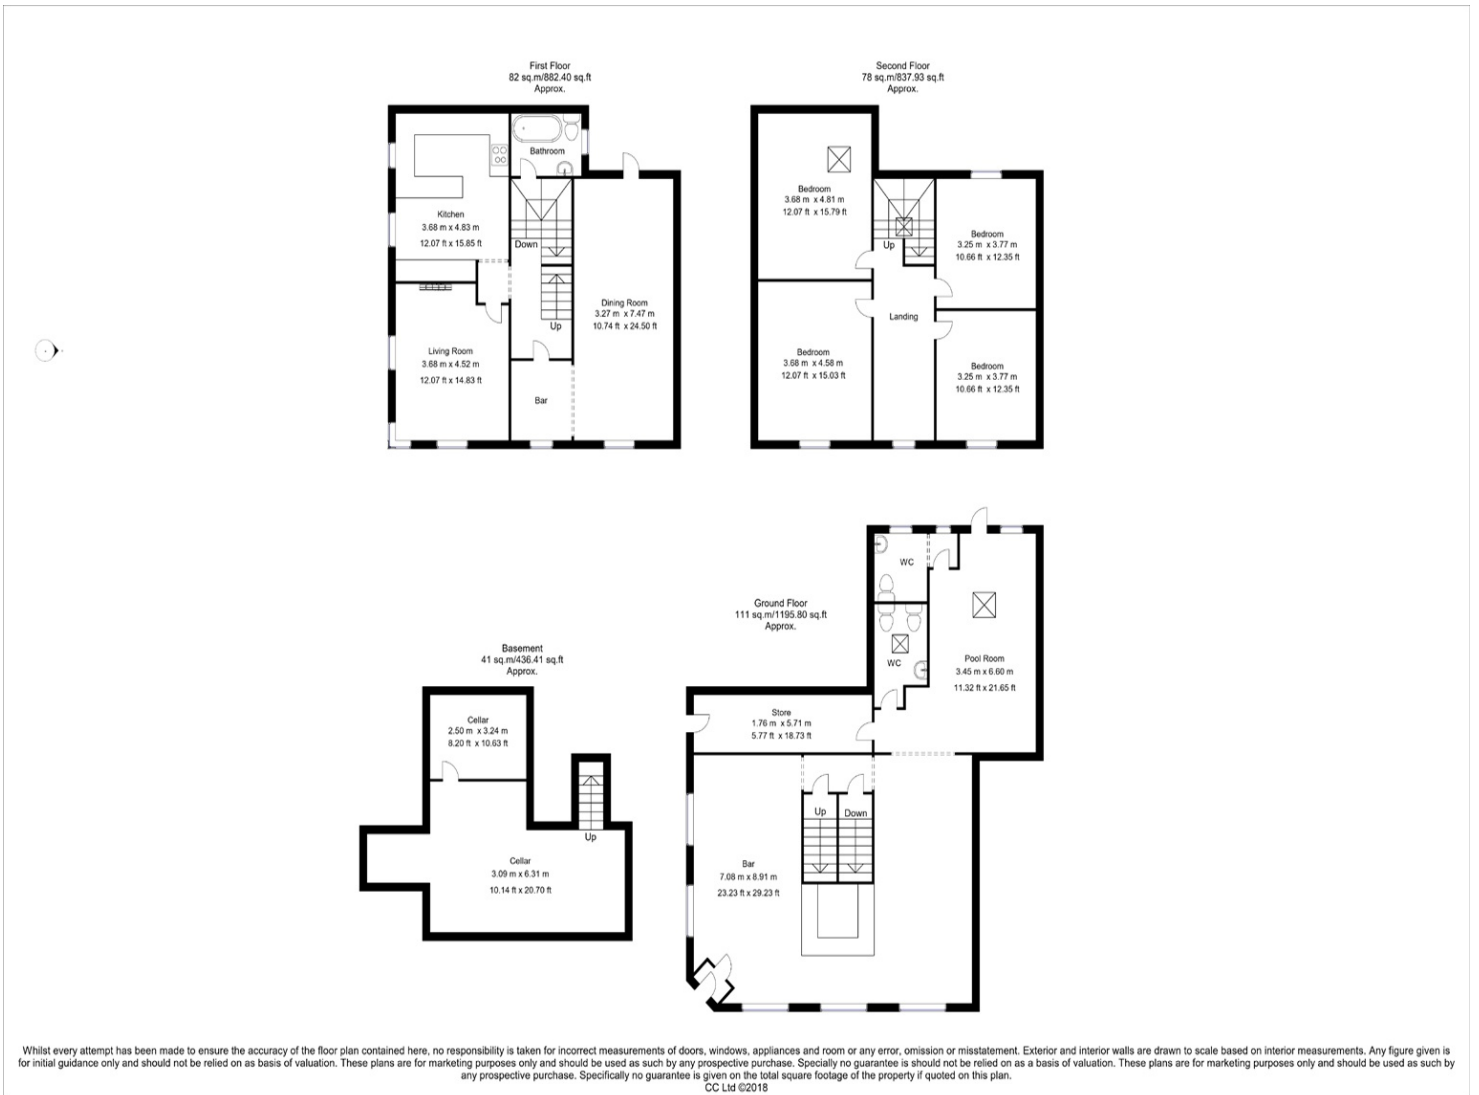 First Floor
82 sq.m/882.40 sq.ft
Approx.
Bathroom
Kitchen
3.68 m x 4.83 m
12.07 ft x 15.85 ft
Down
Up
Dining Room
3.27 m x 7.47 m
10.74 ft x 24.50 ft
Living Room
3.68 m x 4.52 m
12.07 ft x 14.83 ft
Bar
Second Floor
78 sq.m/837.93 sq.ft
Approx.
Bedroom
3.68 m x 4.81 m
12.07 ft x 15.79 ft
Up
Bedroom
3.25 m x 3.77 m
10.66 ft x 12.35 ft
Landing
Bedroom
3.68 m x 4.58 m
12.07 ft x 15.03 ft
Bedroom
3.25 m x 3.77 m
10.66 ft x 12.35 ft
Basement
41 sq.m/436.41 sq.ft
Approx.
Cellar
2.50 m x 3.24 m
8.20 ft x 10.63 ft
Up
Cellar
3.09 m x 6.31 m
10.14 ft x 20.70 ft
Ground Floor
111 sq.m/1195.80 sq.ft
Approx.
WC
WC
Pool Room
3.45 m x 6.60 m
11.32 ft x 21.65 ft
Store
1.76 m x 5.71 m
5.77 ft x 18.73 ft
Up
Down
Bar
7.08 m x 8.91 m
23.23 ft x 29.23 ft
Whilst every attempt has been made to ensure the accuracy of the floor plan contained here, no responsibility is taken for incorrect measurements of doors, windows, appliances and room or any error, omission or misstatement. Exterior and interior walls are drawn to scale based on interior measurements. Any figure given is
for initial guidance only and should not be relied on as basis of valuation. These plans are for marketing purposes only and should be used as such by any prospective purchase. Specially no guarantee is should not be relied on as a basis of valuation. These plans are for marketing purposes only and should be used as such by
any prospective purchase. Specifically no guarantee is given on the total square footage of the property if quoted on this plan.
CC Ltd ©2018